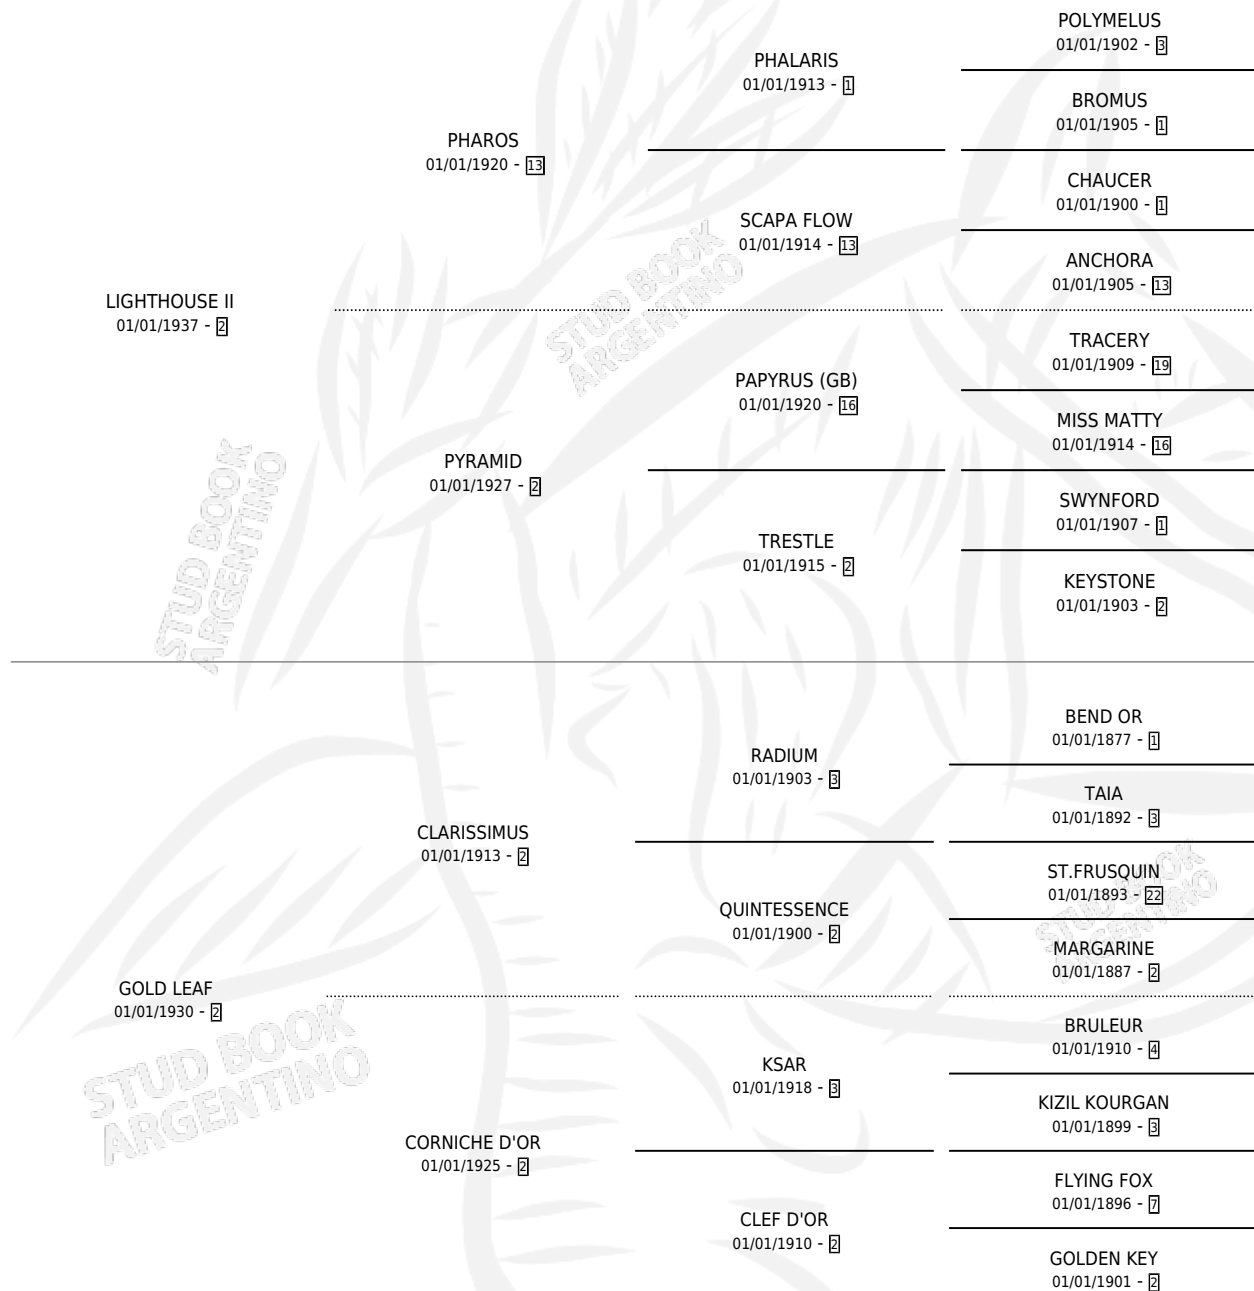 POLYMELUS
01/01/1902 - 3
PHALARIS
01/01/1913 - 1
BROMUS
01/01/1905 - 1
PHAROS
01/01/1920 - 13
CHAUCER
01/01/1900 - 1
SCAPA FLOW
01/01/1914 - 13
ANCHORA
01/01/1905 - 13
LIGHTHOUSE II
01/01/1937 - 2
TRACERY
01/01/1909 - 19
PAPYRUS (GB)
01/01/1920 - 16
MISS MATTY
01/01/1914 - 16
PYRAMID
01/01/1927 - 2
SWYNFORD
01/01/1907 - 1
TRESTLE
01/01/1915 - 2
KEYSTONE
01/01/1903 - 2
STUD BOOK
ARGENTINO
STUD BOOK
ARGENTINO
BEND OR
01/01/1877 - 1
RADIUM
01/01/1903 - 3
TAIA
01/01/1892 - 3
CLARISSIMUS
01/01/1913 - 2
ST.FRUSQUIN
01/01/1893 - 22
QUINTESSENCE
01/01/1900 - 2
MARGARINE
01/01/1887 - 2
GOLD LEAF
01/01/1930 - 2
BRULEUR
01/01/1910 - 4
KSAR
01/01/1918 - 3
KIZIL KOURGAN
01/01/1899 - 3
CORNICHE D'OR
01/01/1925 - 2
FLYING FOX
01/01/1896 - 7
CLEF D'OR
01/01/1910 - 2
GOLDEN KEY
01/01/1901 - 2
STUD BOOK
ARGENTINO
STUD BOOK
ARGENTINO